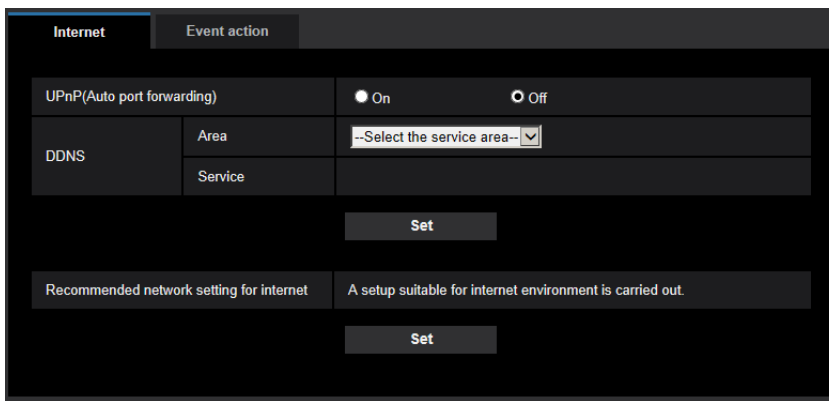 Internet Event action
UPnP(Auto port forwarding) On Off
DDNS
Area --Select the service area--
Service
Set
Recommended network setting for internet A setup suitable for internet environment is carried out.
Set